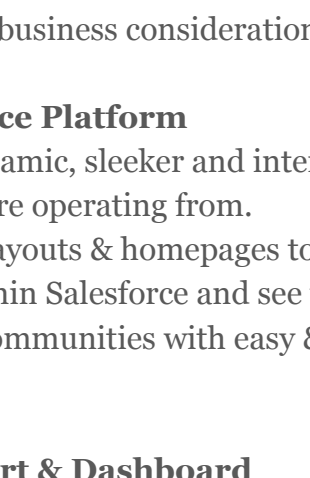 business consideration
ce Platform
amic, sleeker and inter
re operating from.
ayouts & homepages to
hin Salesforce and see
ommunities with easy &
rt & Dashboard